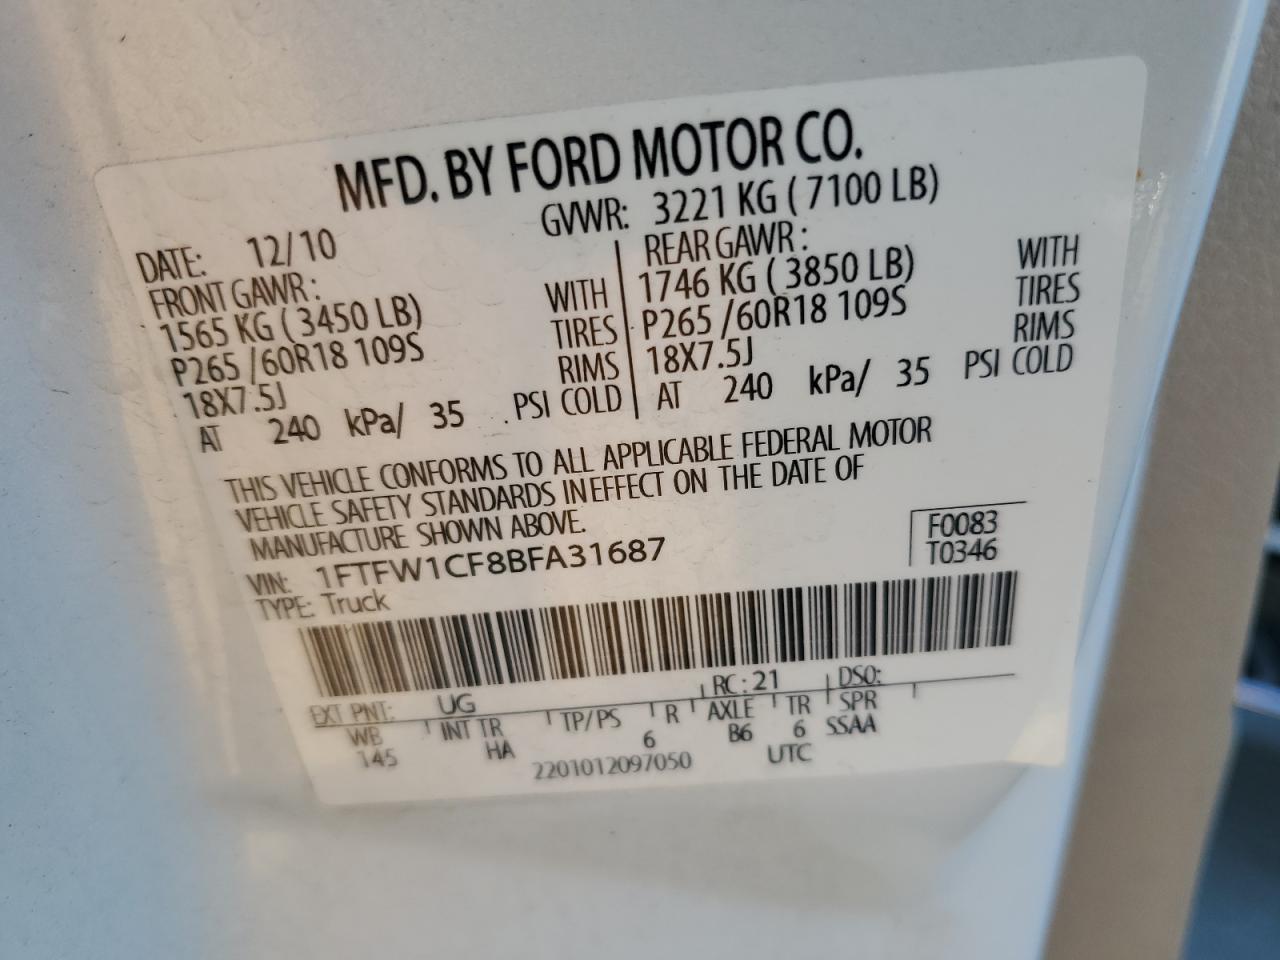 MFD. BY FORD MOTOR CO.
DATE: 12/10 GVWR: 3221 KG ( 7100 LB)
FRONT GAWR: REAR GAWR:
1565 KG ( 3450 LB) WITH 1746 KG ( 3850 LB) WITH
P265 /60R18 109S TIRES P265 /60R18 109S TIRES
18X7.5J RIMS 18X7.5J RIMS
AT 240 kPa/ 35 PSI COLD AT 240 kPa/ 35 PSI COLD
THIS VEHICLE CONFORMS TO ALL APPLICABLE FEDERAL MOTOR
VEHICLE SAFETY STANDARDS IN EFFECT ON THE DATE OF
MANUFACTURE SHOWN ABOVE.
F0083
VIN: 1FTFW1CF8BFA31687
T0346
TYPE: Truck
EXT PNT: UG RC: 21 DSO:
WB INT TR TP/PS R AXLE TR SPR
145 HA 6 B6 6 SSAA
2201012097050 UTC